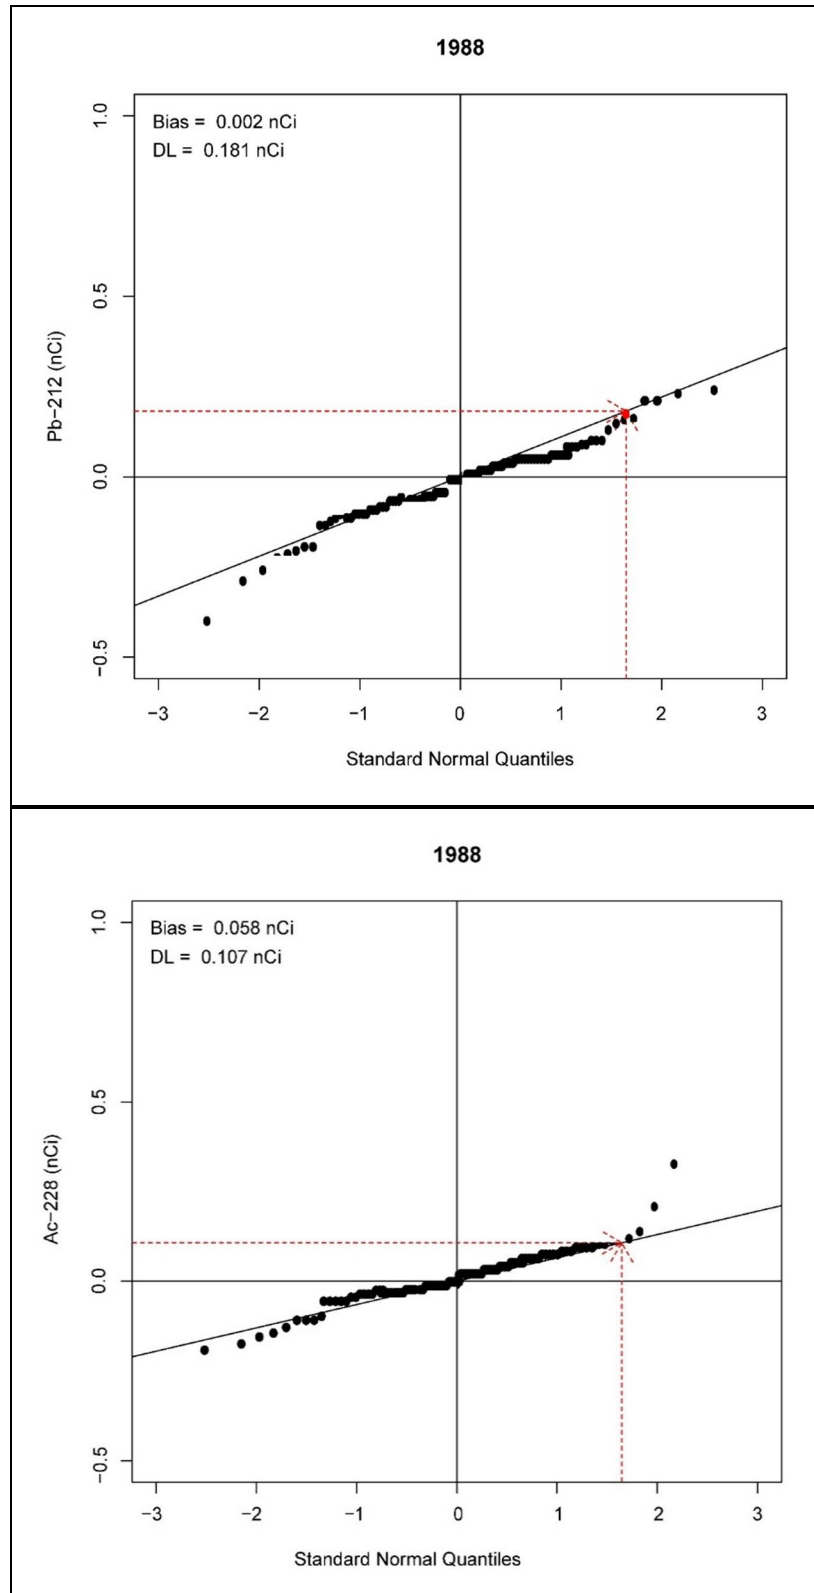 1988
Bias = 0.002 nCi
DL = 0.181 nCi
1.0
0.5
0.0
−0.5
Pb−212 (nCi)
−3 −2 −1 0 1 2 3
Standard Normal Quantiles
1988
Bias = 0.058 nCi
DL = 0.107 nCi
1.0
0.5
0.0
−0.5
Ac−228 (nCi)
−3 −2 −1 0 1 2 3
Standard Normal Quantiles